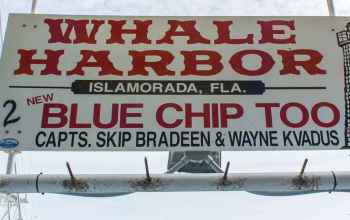 WHALE
HARBOR
ISLAMORADA, FLA.
2 NEW BLUE CHIP TOO
CAPTS. SKIP BRADEEN & WAYNE KVADUS